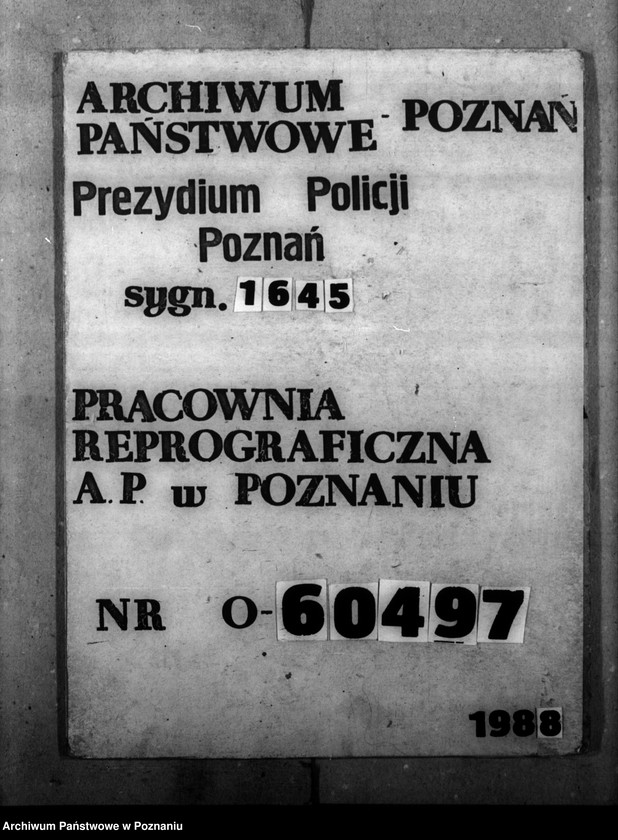 ARCHIWUM
PAŃSTWOWE - POZNAŃ
Prezydium Policji
Poznań
sygn. 1645
PRACOWNIA
REPROGRAFICZNA
A.P. w POZNANIU
NR O-60497
1988
Archiwum Państwowe w Poznaniu